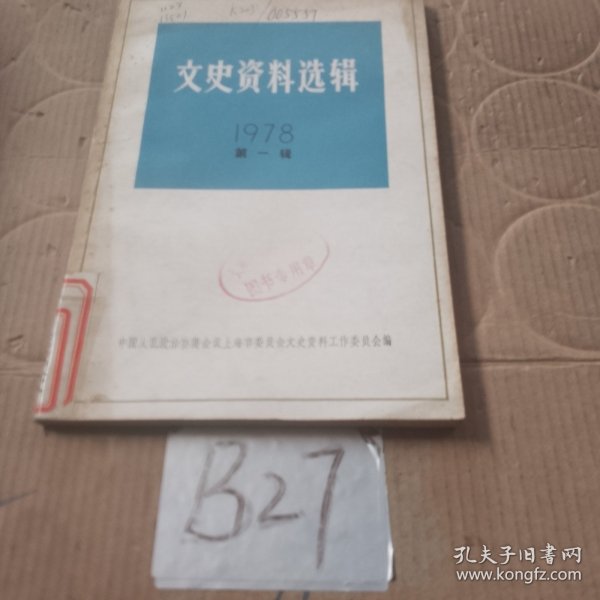 K205/005557
文史资料选辑
1978
第一辑
图书专用章
中国人民政治协商会议上海市委员会文史资料工作委员会编
B27
孔夫子旧书网
www.kongfz.com